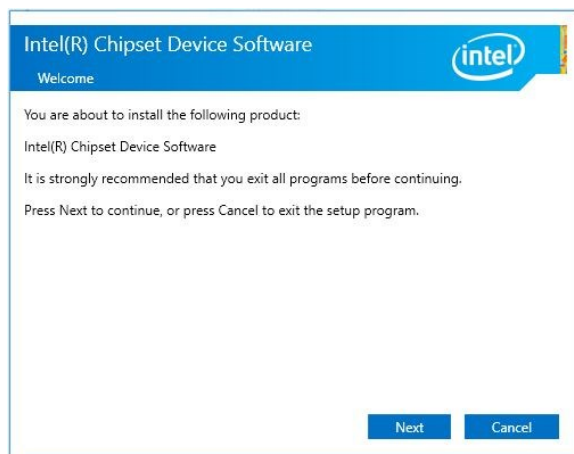 Intel(R) Chipset Device Software
intel
Welcome
You are about to install the following product:
Intel(R) Chipset Device Software
It is strongly recommended that you exit all programs before continuing.
Press Next to continue, or press Cancel to exit the setup program.
Next Cancel